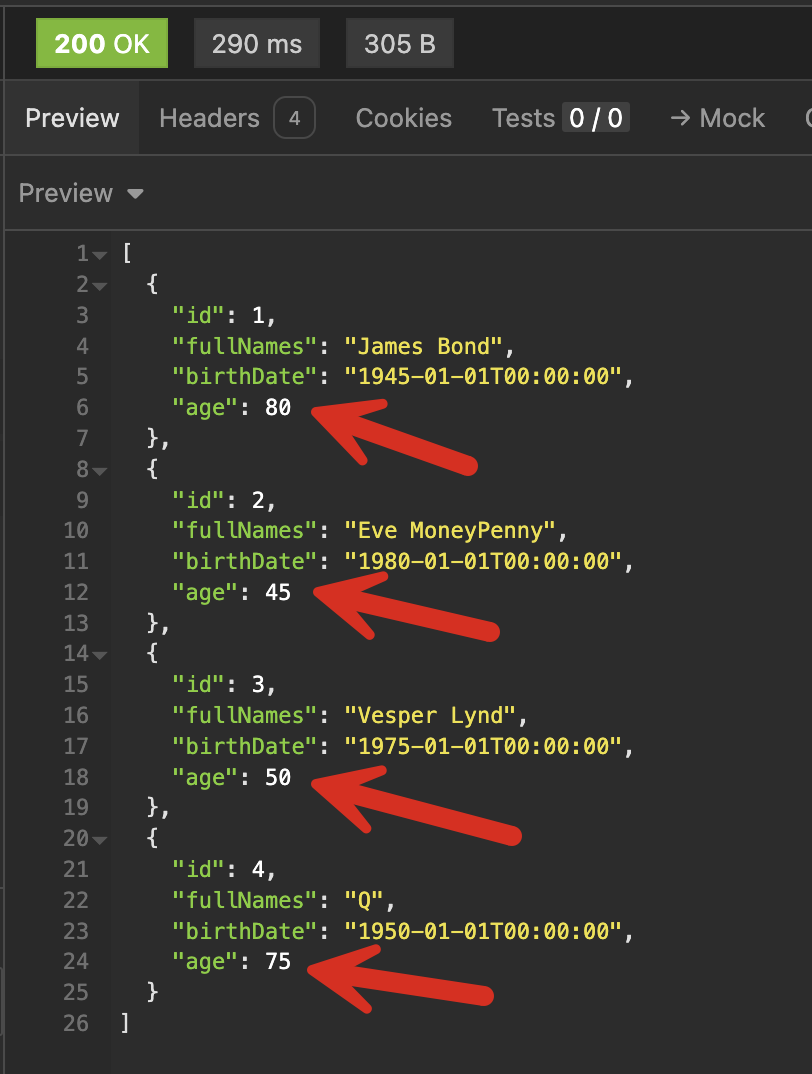 200 OK 290 ms 305 B
Preview Headers 4 Cookies Tests 0 / 0 → Mock
Preview
1 [
2 {
3 "id": 1,
4 "fullNames": "James Bond",
5 "birthDate": "1945-01-01T00:00:00",
6 "age": 80
7 },
8 {
9 "id": 2,
10 "fullNames": "Eve MoneyPenny",
11 "birthDate": "1980-01-01T00:00:00",
12 "age": 45
13 },
14 {
15 "id": 3,
16 "fullNames": "Vesper Lynd",
17 "birthDate": "1975-01-01T00:00:00",
18 "age": 50
19 },
20 {
21 "id": 4,
22 "fullNames": "Q",
23 "birthDate": "1950-01-01T00:00:00",
24 "age": 75
25 }
26 ]